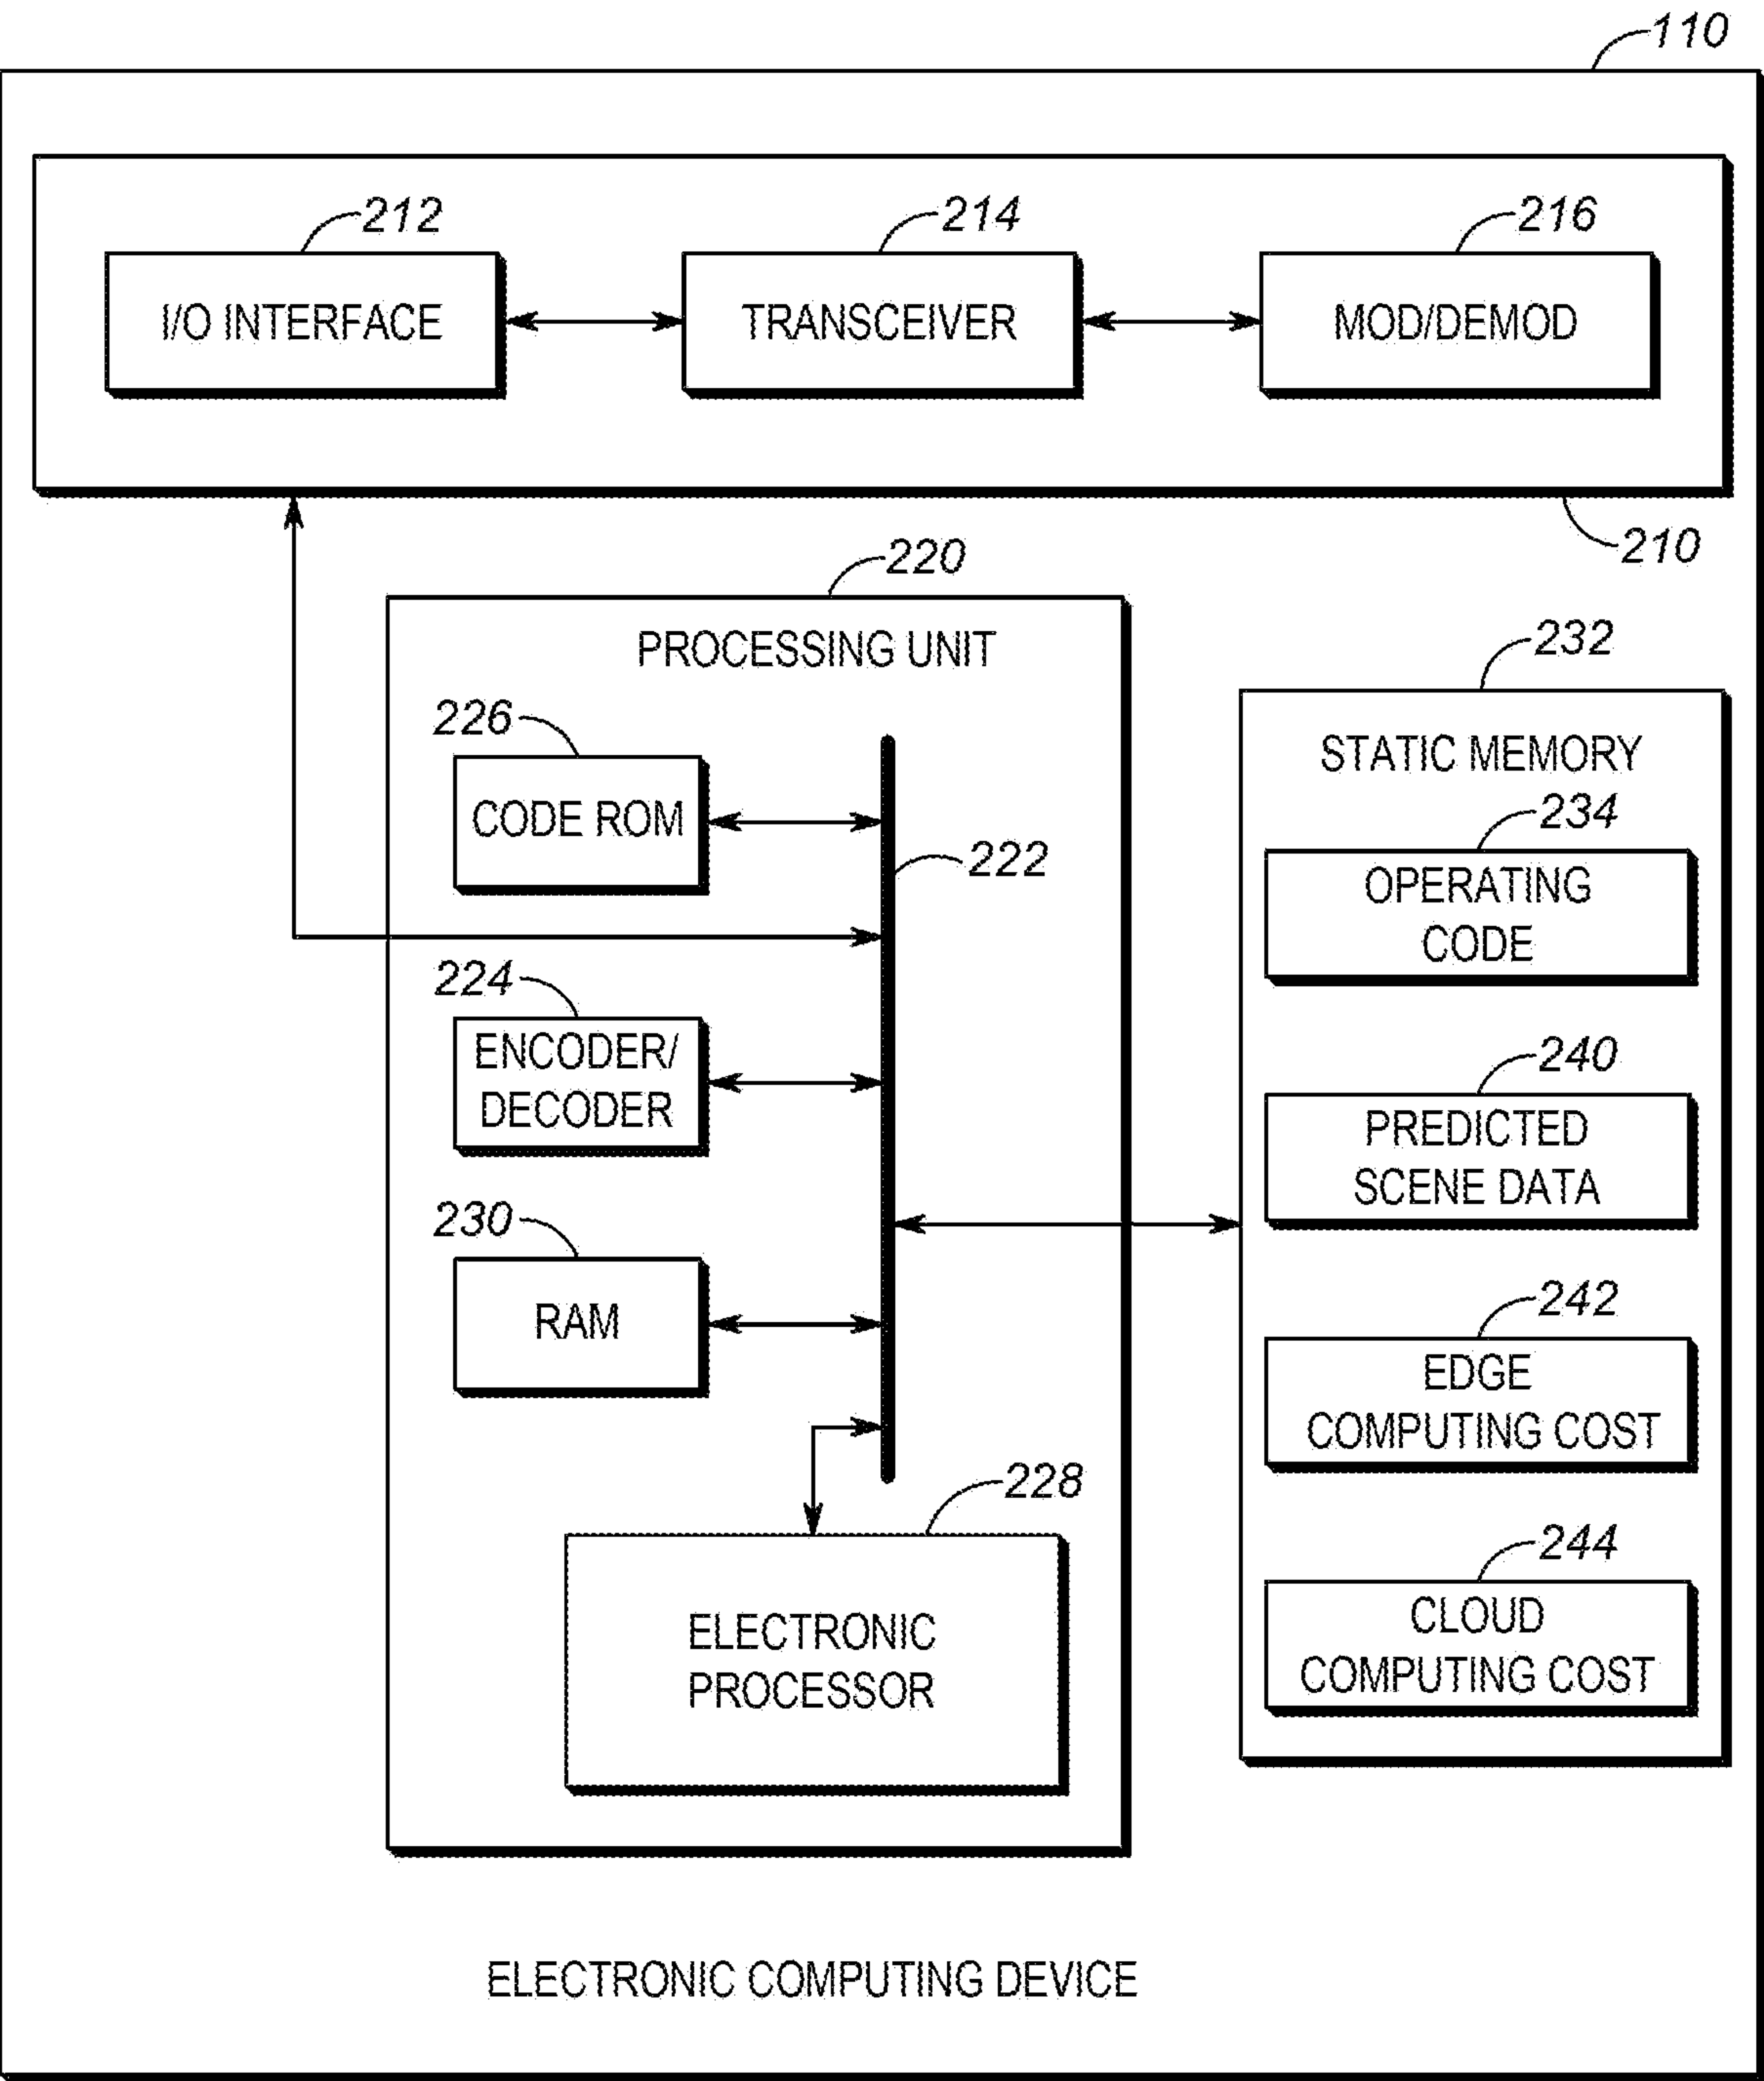 110
212
214
216
I/O INTERFACE
TRANSCEIVER
MOD/DEMOD
210
220
PROCESSING UNIT
226
CODE ROM
222
224
ENCODER/
DECODER
230
RAM
228
ELECTRONIC
PROCESSOR
232
STATIC MEMORY
234
OPERATING
CODE
240
PREDICTED
SCENE DATA
242
EDGE
COMPUTING COST
244
CLOUD
COMPUTING COST
ELECTRONIC COMPUTING DEVICE